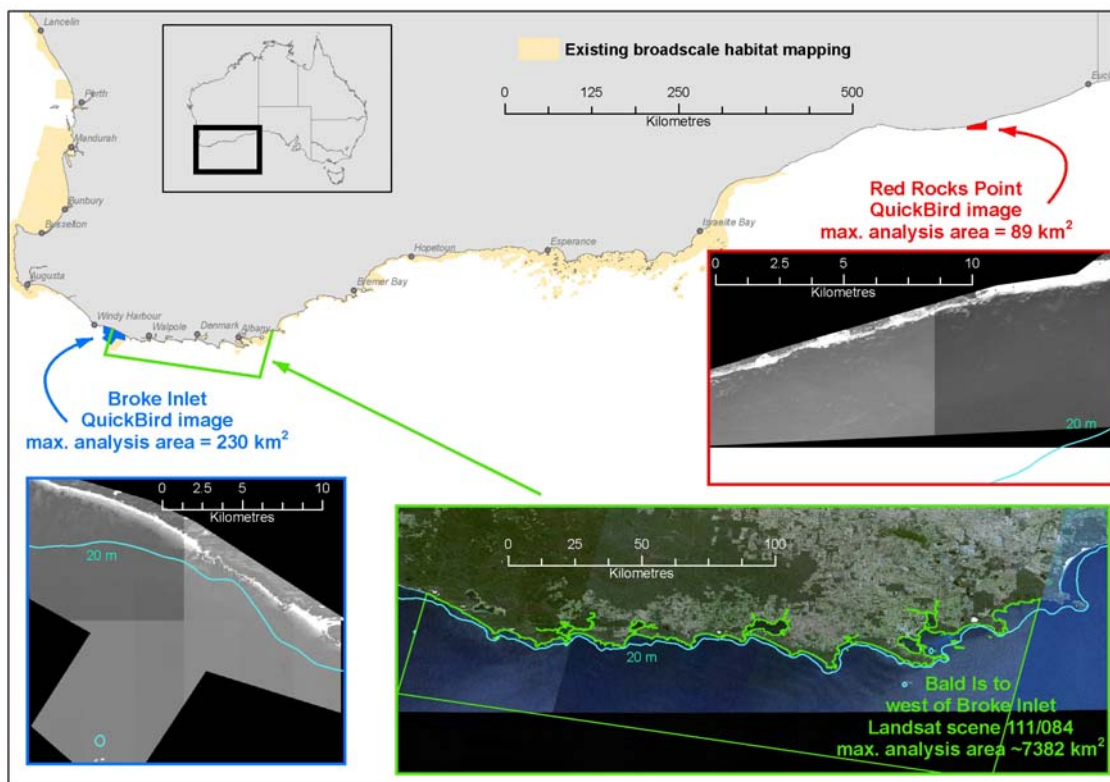 Lancelin
Perth
Mandurah
Bunbury
Busselton
Augusta
Windy Harbour
Walpole
Denmark
Albany
Bremer Bay
Hopetoun
Esperance
Israelite Bay
Existing broadscale habitat mapping
0 125 250 500
Kilometres
Red Rocks Point
QuickBird image
max. analysis area = 89 km²
0 2.5 5 10
Kilometres
20 m
Broke Inlet
QuickBird image
max. analysis area = 230 km²
0 2.5 5 10
Kilometres
20 m
0 25 50 100
Kilometres
20 m
Bald Is to
west of Broke Inlet
Landsat scene 111/084
max. analysis area ~7382 km²